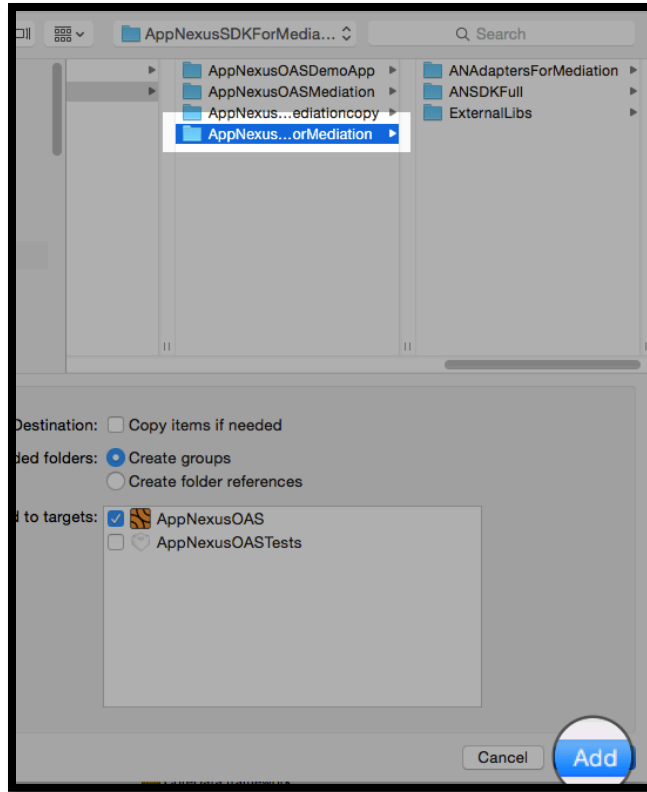 AppNexusSDKForMedia...
Search
AppNexusOASDemoApp
AppNexusOASMediation
AppNexus...ediationcopy
AppNexus...orMediation
ANAdaptersForMediation
ANSDKFull
ExternalLibs
Destination: Copy items if needed
ded folders: Create groups
Create folder references
d to targets: AppNexusOAS
AppNexusOASTests
Cancel
Add